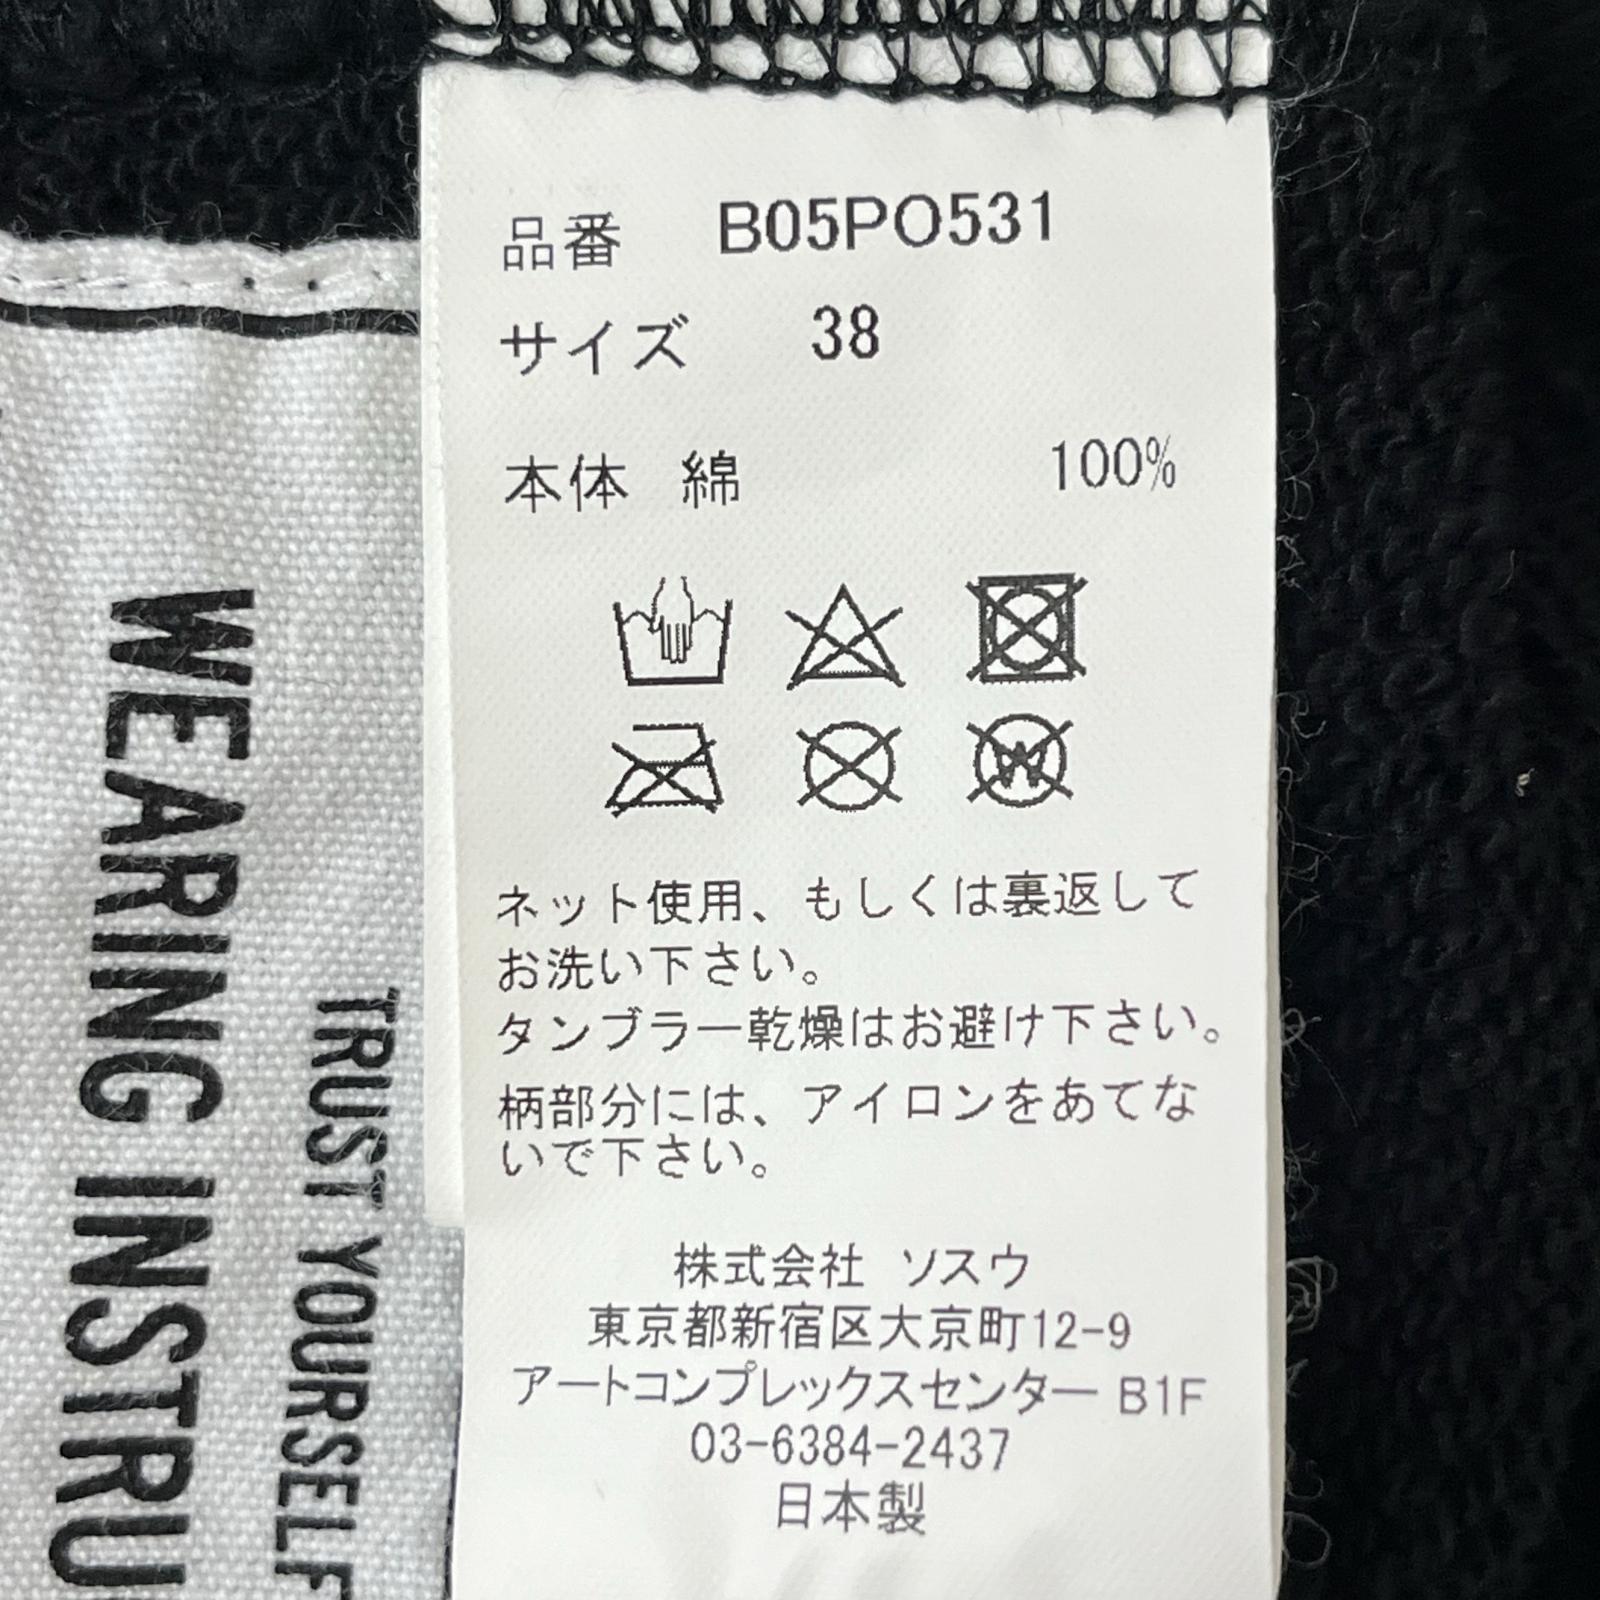 品番 B05PO531
サイズ 38
本体 綿 100%
W
ネット使用、もしくは裏返して
お洗い下さい。
タンブラー乾燥はお避け下さい。
柄部分には、アイロンをあてな
いで下さい。
株式会社 ソスウ
東京都新宿区大京町12-9
アートコンプレックスセンター B1F
03-6384-2437
日本製
TRUST YOURSELF
WEARING INSTRU